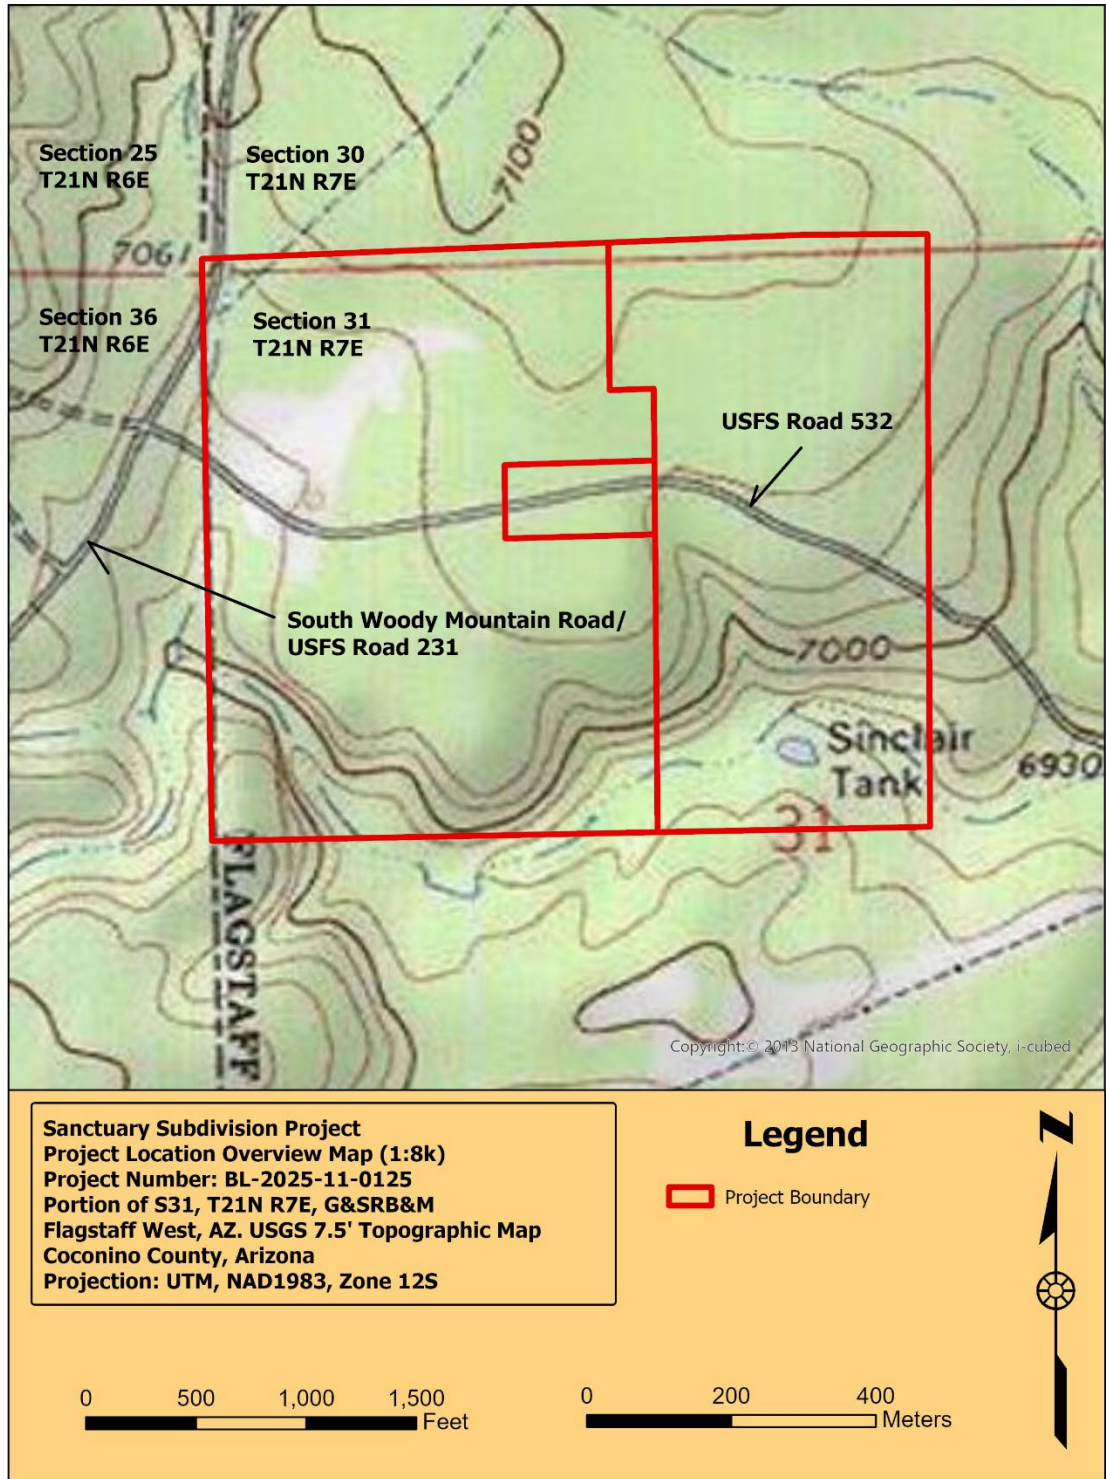 7100
Section 25
T21N R6E
Section 30
T21N R7E
7061
Section 36
T21N R6E
Section 31
T21N R7E
USFS Road 532
South Woody Mountain Road/
USFS Road 231
7000
Sinclair
Tank
6930
31
FLAGSTAFF
Copyright:© 2013 National Geographic Society, i-cubed
Sanctuary Subdivision Project
Project Location Overview Map (1:8k)
Project Number: BL-2025-11-0125
Portion of S31, T21N R7E, G&SRB&M
Flagstaff West, AZ. USGS 7.5' Topographic Map
Coconino County, Arizona
Projection: UTM, NAD1983, Zone 12S
Legend
Project Boundary
N
0 500 1,000 1,500
Feet
0 200 400
Meters